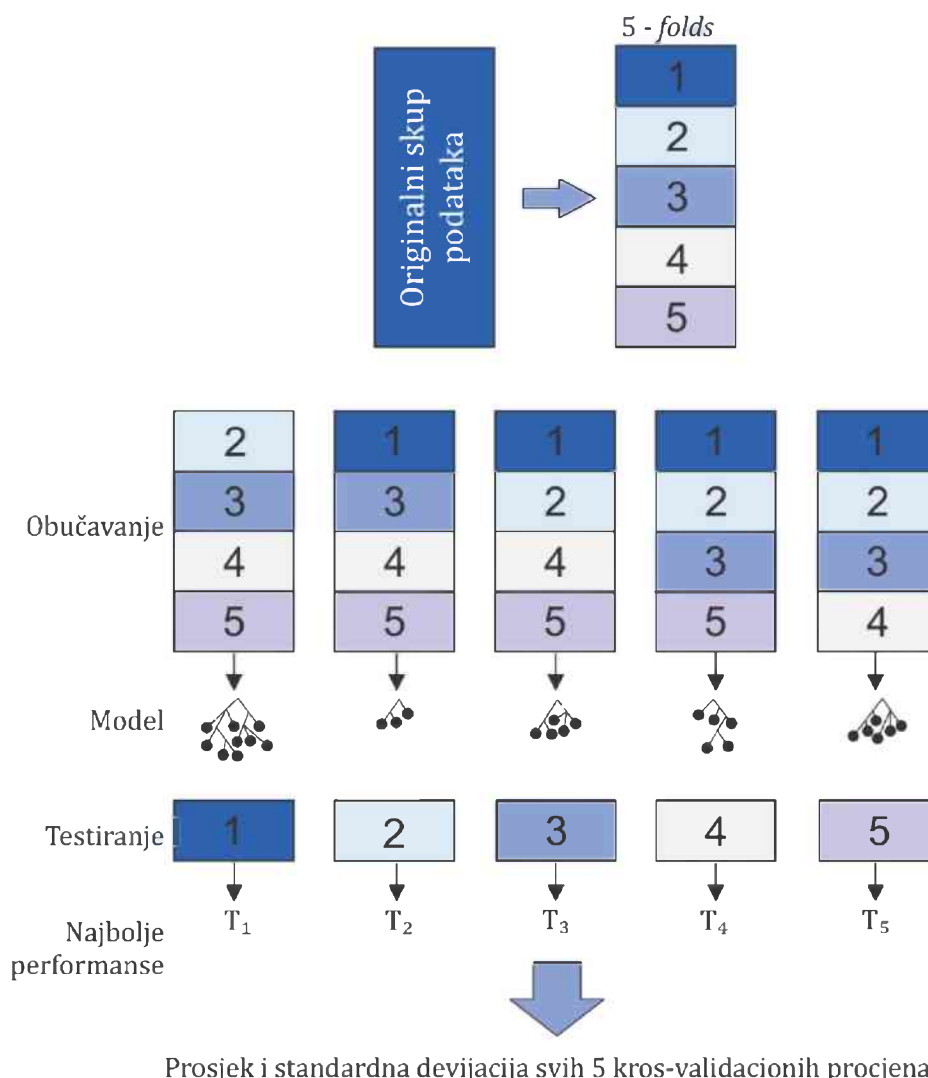 5 - folds
Originalni skup
podataka
1
2
3
4
5
2 1 1 1 1
3 3 2 2 2
Obučavanje
4 4 4 3 3
5 5 5 5 4
Model
Testiranje 1 2 3 4 5
T₁ T₂ T₃ T₄ T₅
Najbolje
performanse
Prosjek i standardna devijacija svih 5 kros-validacionih procjena